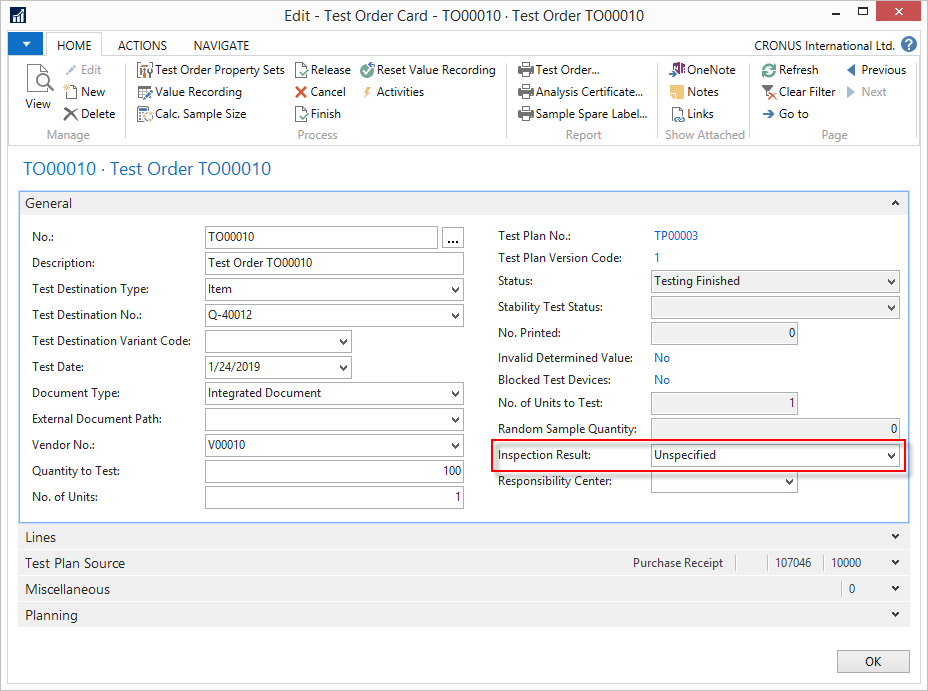 Edit - Test Order Card - TO00010 · Test Order TO00010
HOME ACTIONS NAVIGATE CRONUS International Ltd. ?
View
Edit
New
Delete
Manage
Test Order Property Sets Release Reset Value Recording
Value Recording Cancel Activities
Calc. Sample Size Finish
Process
Test Order...
Analysis Certificate...
Sample Spare Label...
Report
OneNote
Notes
Links
Show Attached
Refresh Previous
Clear Filter Next
Go to
Page
TO00010 · Test Order TO00010
General
No.: TO00010 ...
Description: Test Order TO00010
Test Destination Type: Item
Test Destination No.: Q-40012
Test Destination Variant Code:
Test Date: 1/24/2019
Document Type: Integrated Document
External Document Path:
Vendor No.: V00010
Quantity to Test: 100
No. of Units: 1
Test Plan No.: TP00003
Test Plan Version Code: 1
Status: Testing Finished
Stability Test Status:
No. Printed: 0
Invalid Determined Value: No
Blocked Test Devices: No
No. of Units to Test: 1
Random Sample Quantity: 0
Inspection Result: Unspecified
Responsibility Center:
Lines
Test Plan Source Purchase Receipt 107046 10000
Miscellaneous 0
Planning
OK